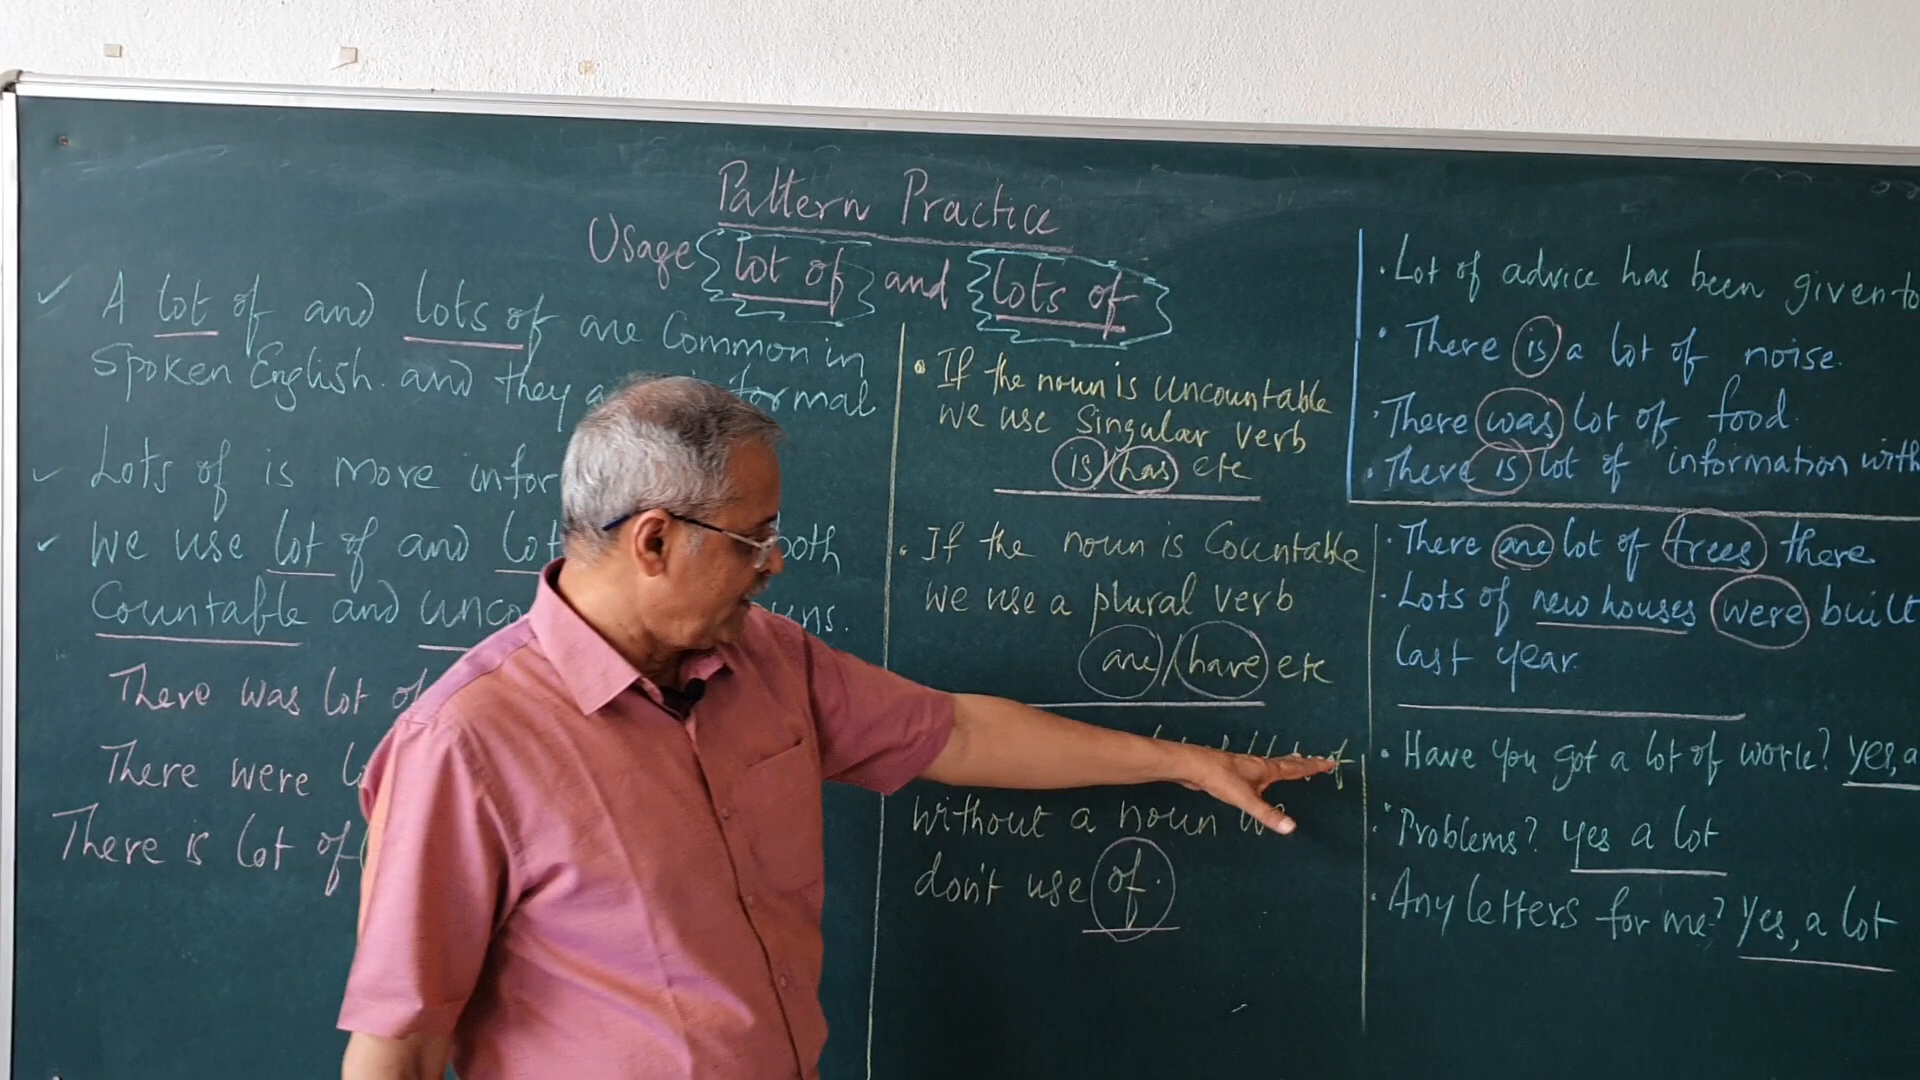 Pattern Practice
Usage lot of and lots of
A lot of and lots of are Common in
Spoken English. and they
Lots of is more
We use lot of and both
Countable and
There was lot of
There were
There is lot of
• If the noun is uncountable
we use Singular verb
is/has etc
• If the noun is Countable
we use a plural verb
are/have etc
without a noun we
don't use of.
• Lot of advice has been given to
• There is a lot of noise.
• There was lot of food.
• There is lot of information with
• There are lot of trees there
• Lots of new houses were built
last year.
• Have you got a lot of work? yes, a
• Problems? yes a lot
• Any letters for me? Yes, a lot